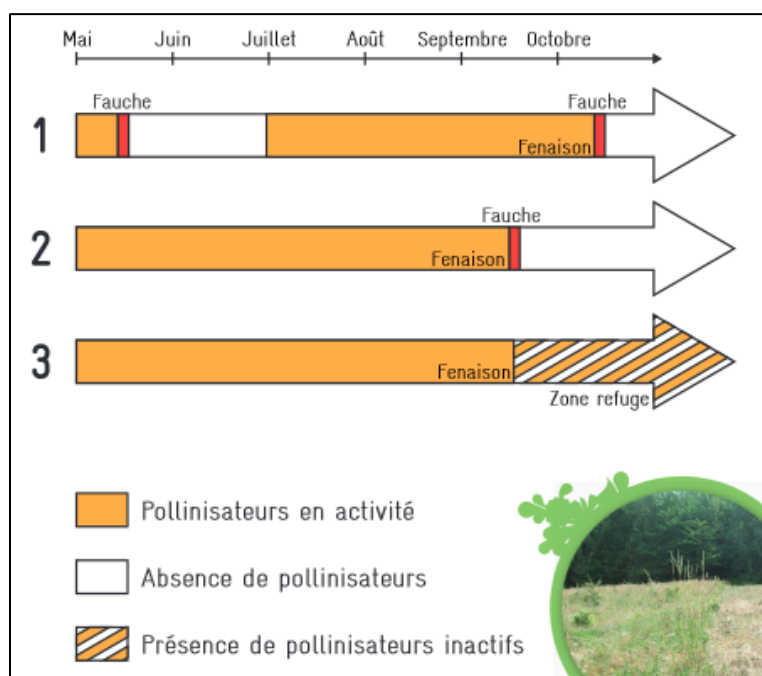 Mai Juin Juillet Août Septembre Octobre
Fauche Fauche
1 Fenaison
Fauche
2 Fenaison
3 Fenaison
Zone refuge
Pollinisateurs en activité
Absence de pollinisateurs
Présence de pollinisateurs inactifs